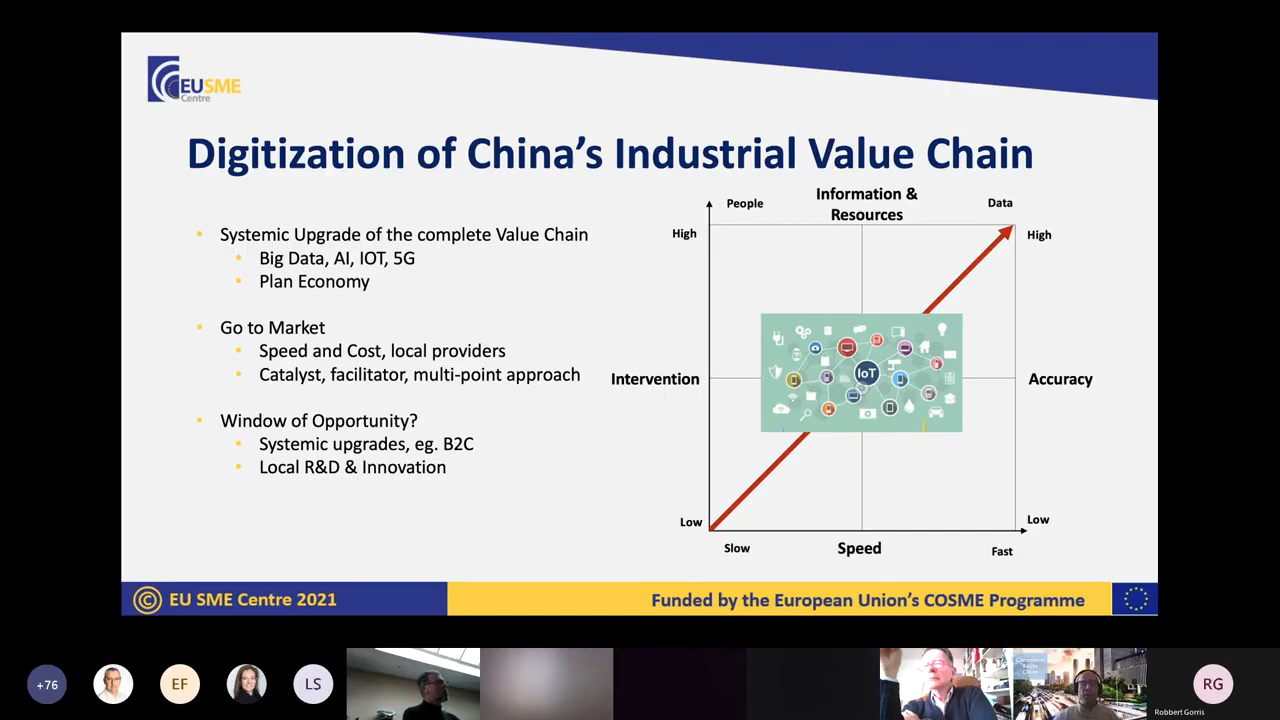 EUSME
Centre
Digitization of China's Industrial Value Chain
• Systemic Upgrade of the complete Value Chain
• Big Data, AI, IOT, 5G
• Plan Economy
• Go to Market
• Speed and Cost, local providers
• Catalyst, facilitator, multi-point approach
• Window of Opportunity?
• Systemic upgrades, eg. B2C
• Local R&D & Innovation
People
Information &
Resources
Data
High
High
Intervention
IoT
Accuracy
Low
Low
Slow
Speed
Fast
© EU SME Centre 2021
Funded by the European Union's COSME Programme
+76
EF
LS
RG
Robbert Gorris